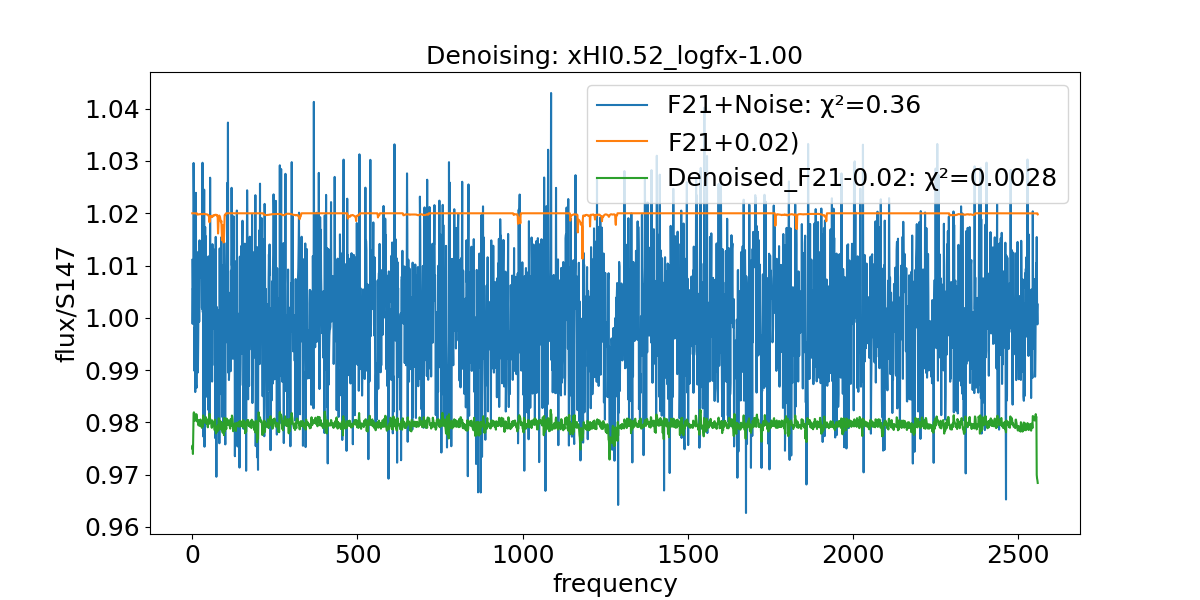 Denoising: xHI0.52_logfx-1.00
F21+Noise: χ²=0.36
F21+0.02)
Denoised_F21-0.02: χ²=0.0028
flux/S147
1.04
1.03
1.02
1.01
1.00
0.99
0.98
0.97
0.96
0 500 1000 1500 2000 2500
frequency